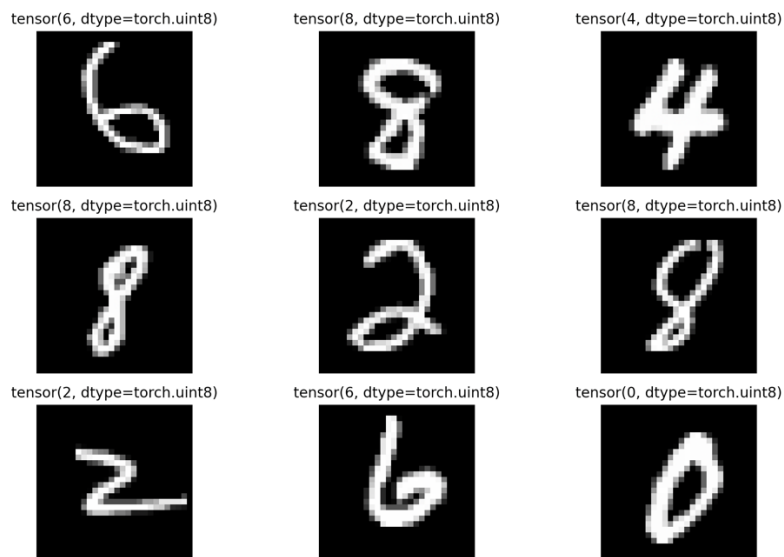 tensor(6, dtype=torch.uint8) tensor(8, dtype=torch.uint8) tensor(4, dtype=torch.uint8)
6 8 4
tensor(8, dtype=torch.uint8) tensor(2, dtype=torch.uint8) tensor(8, dtype=torch.uint8)
8 2 8
tensor(2, dtype=torch.uint8) tensor(6, dtype=torch.uint8) tensor(0, dtype=torch.uint8)
2 6 0